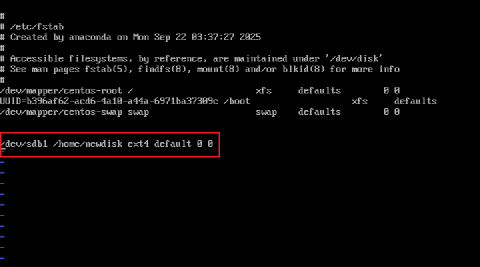 #
# /etc/fstab
# Created by anaconda on Mon Sep 22 03:37:27 2025
#
# Accessible filesystems, by reference, are maintained under '/dev/disk'
# See man pages fstab(5), findfs(8), mount(8) and/or blkid(8) for more info
#
/dev/mapper/centos-root / xfs defaults 0 0
UUID=b396af62-acd6-4a10-a44a-6971ba37309c /boot xfs defaults
/dev/mapper/centos-swap swap swap defaults 0 0
/dev/sdb1 /home/newdisk ext4 default 0 0
~
~
~
~
~
~
~
~
~